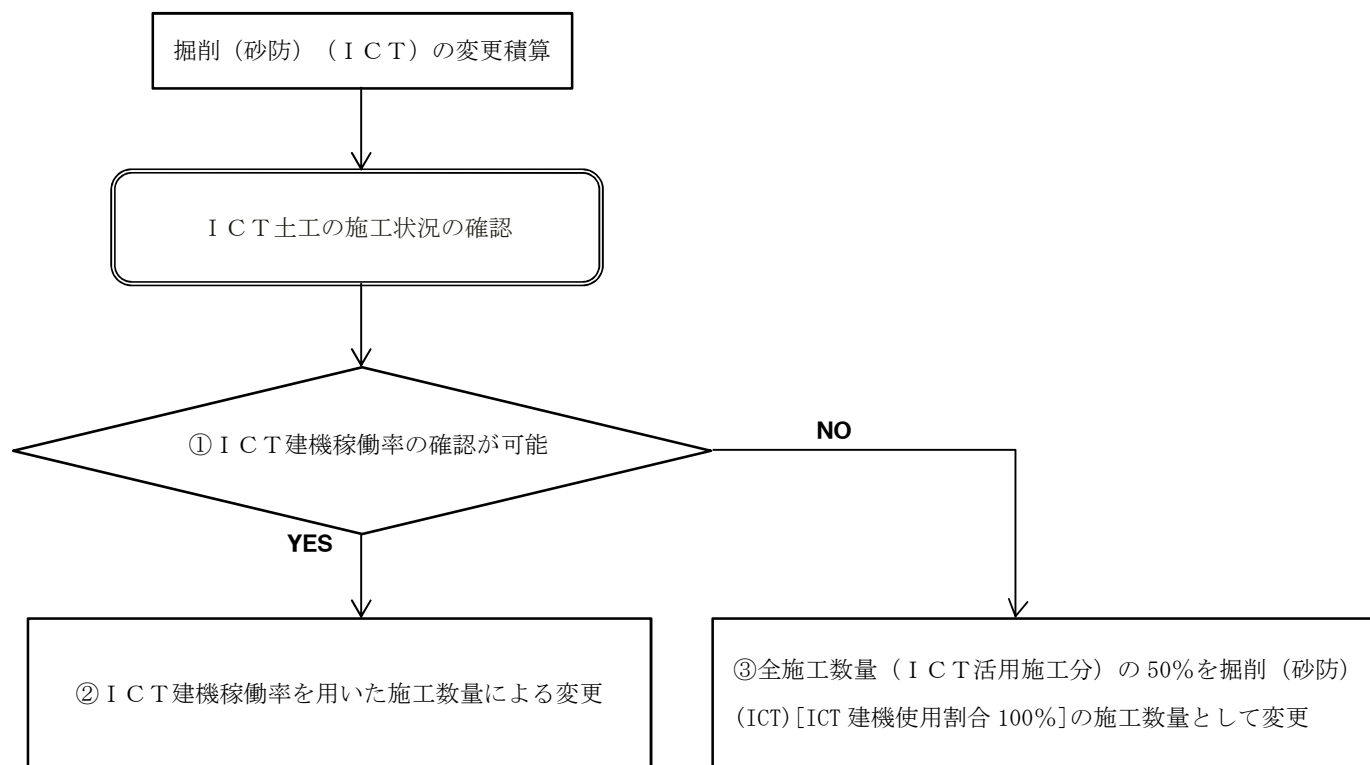 掘削（砂防）（ＩＣＴ）の変更積算
ＩＣＴ土工の施工状況の確認
①ＩＣＴ建機稼働率の確認が可能
NO
YES
②ＩＣＴ建機稼働率を用いた施工数量による変更
③全施工数量（ＩＣＴ活用施工分）の 50%を掘削（砂防）
(ICT)[ICT 建機使用割合 100%]の施工数量として変更